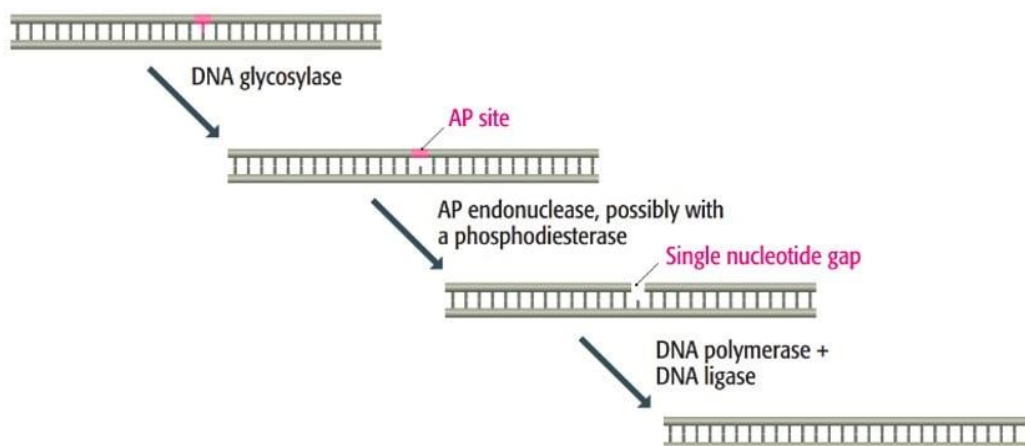 DNA glycosylase
AP site
AP endonuclease, possibly with
a phosphodiesterase
Single nucleotide gap
DNA polymerase +
DNA ligase